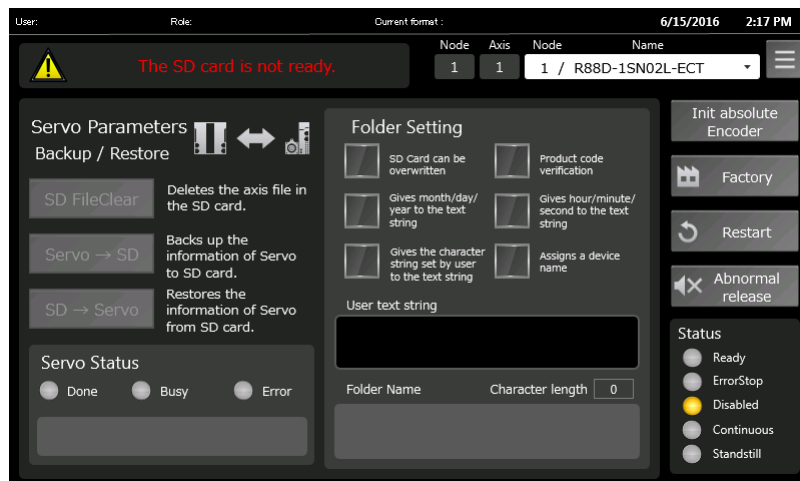 User: Role: Current format : 6/15/2016 2:17 PM
The SD card is not ready.
Node Axis Node Name
1 1 1 / R88D-1SN02L-ECT
Servo Parameters
Backup / Restore
SD FileClear
Deletes the axis file in
the SD card.
Servo → SD
Backs up the
information of Servo
to SD card.
SD → Servo
Restores the
information of Servo
from SD card.
Servo Status
Done Busy Error
Folder Setting
SD Card can be
overwritten
Product code
verification
Gives month/day/
year to the text
string
Gives hour/minute/
second to the text
string
Gives the character
string set by user
to the text string
Assigns a device
name
User text string
Folder Name Character length 0
Init absolute
Encoder
Factory
Restart
Abnormal
release
Status
Ready
ErrorStop
Disabled
Continuous
Standstill